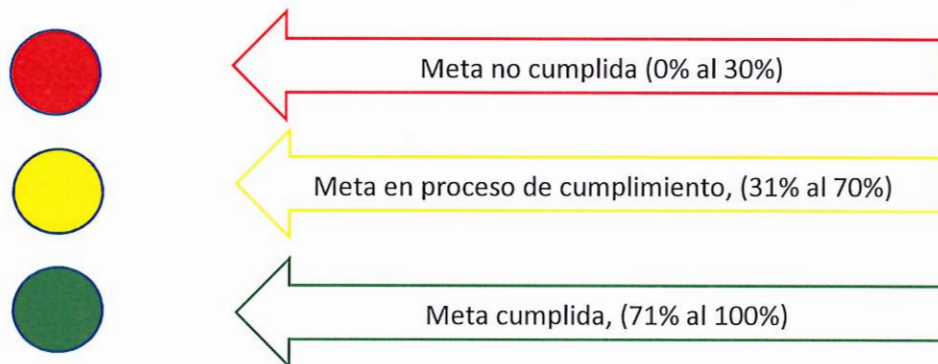 Meta no cumplida (0% al 30%)
Meta en proceso de cumplimiento, (31% al 70%)
Meta cumplida, (71% al 100%)